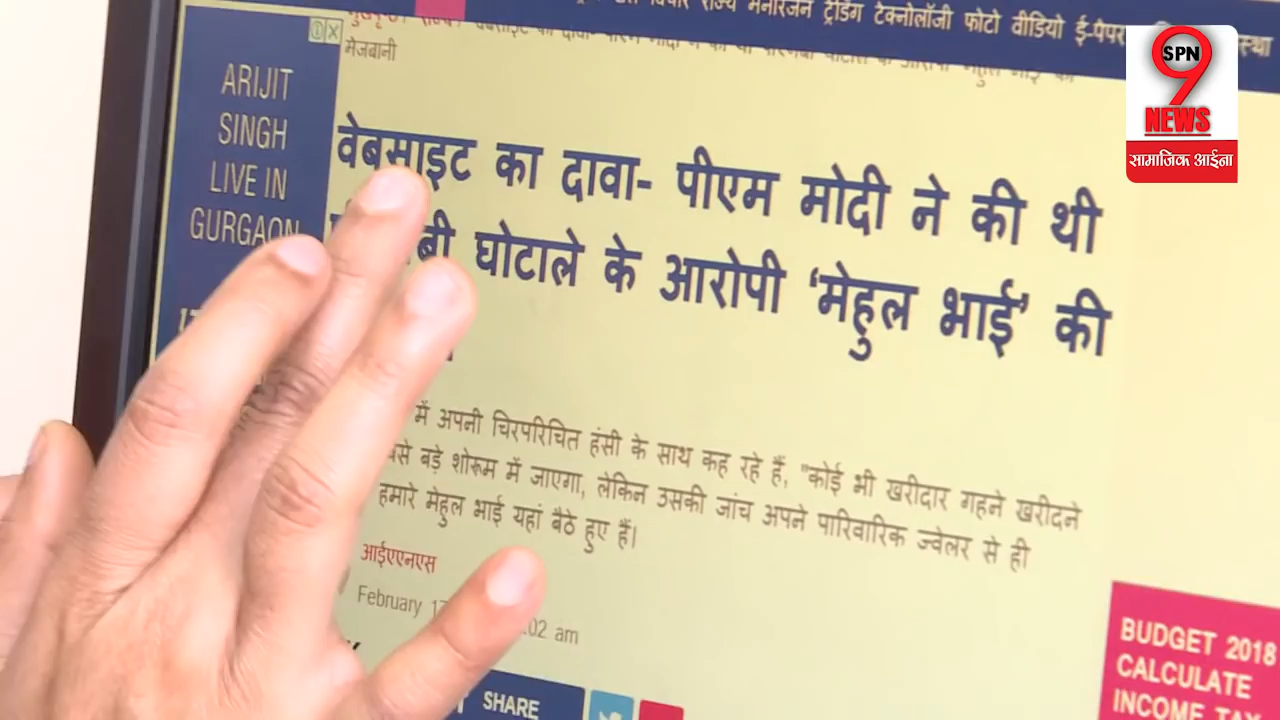 राज्य मनोरंजन ट्रेंडिंग टेक्नोलॉजी फोटो वीडियो ई-पेपर
SPN
9
NEWS
सामाजिक आईना
मेजबानी
ARIJIT
SINGH
LIVE IN
GURGAON
वेबसाइट का दावा- पीएम मोदी ने की थी
घोटाले के आरोपी ‘मेहुल भाई’ की
में अपनी चिरपरिचित हंसी के साथ कह रहे हैं, "कोई भी खरीदार गहने खरीदने
बड़े शोरूम में जाएगा, लेकिन उसकी जांच अपने पारिवारिक ज्वेलर से ही
हमारे मेहुल भाई यहां बैठे हुए हैं।
आईएएनएस
February
am
SHARE
BUDGET 2018
CALCULATE
INCOME TAX